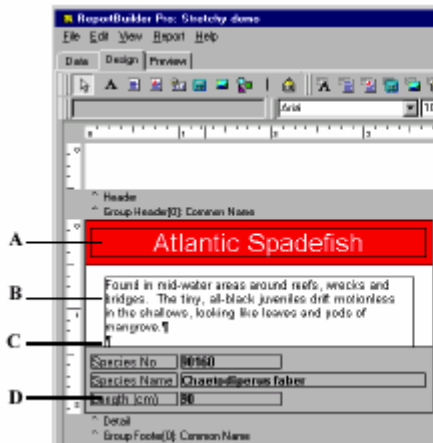 ReportBuilder Pro: Stretchy demo
File Edit View Report Help
Data Design Preview
Arial
^ Header
^ Group Header[0]: Common Name
A
Atlantic Spadefish
B
Found in mid-water areas around reefs, wrecks and
bridges. The tiny, all-black juveniles drift motionless
in the shallows, looking like leaves and pods of
mangrove.¶
C
¶
Species No 90160
Species Name Chaetodiperus faber
D
Length (cm) 90
^ Detail
^ Group Footer[0]: Common Name